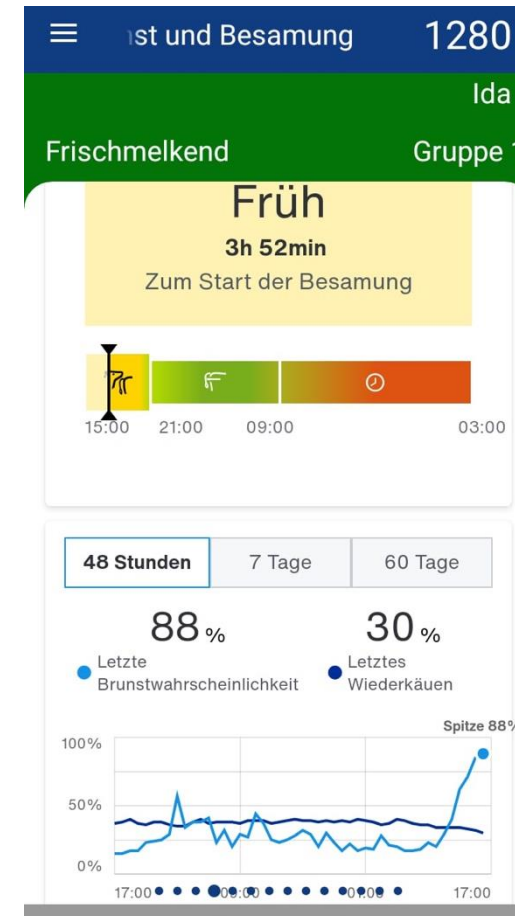 st und Besamung 1280
Ida
Frischmelkend Gruppe 1
Früh
3h 52min
Zum Start der Besamung
15:00 21:00 09:00 03:00
48 Stunden 7 Tage 60 Tage
88 % 30 %
Letzte Brunstwahrscheinlichkeit
Letztes Wiederkäuen
Spitze 88%
100%
50%
0%
17:00 17:00